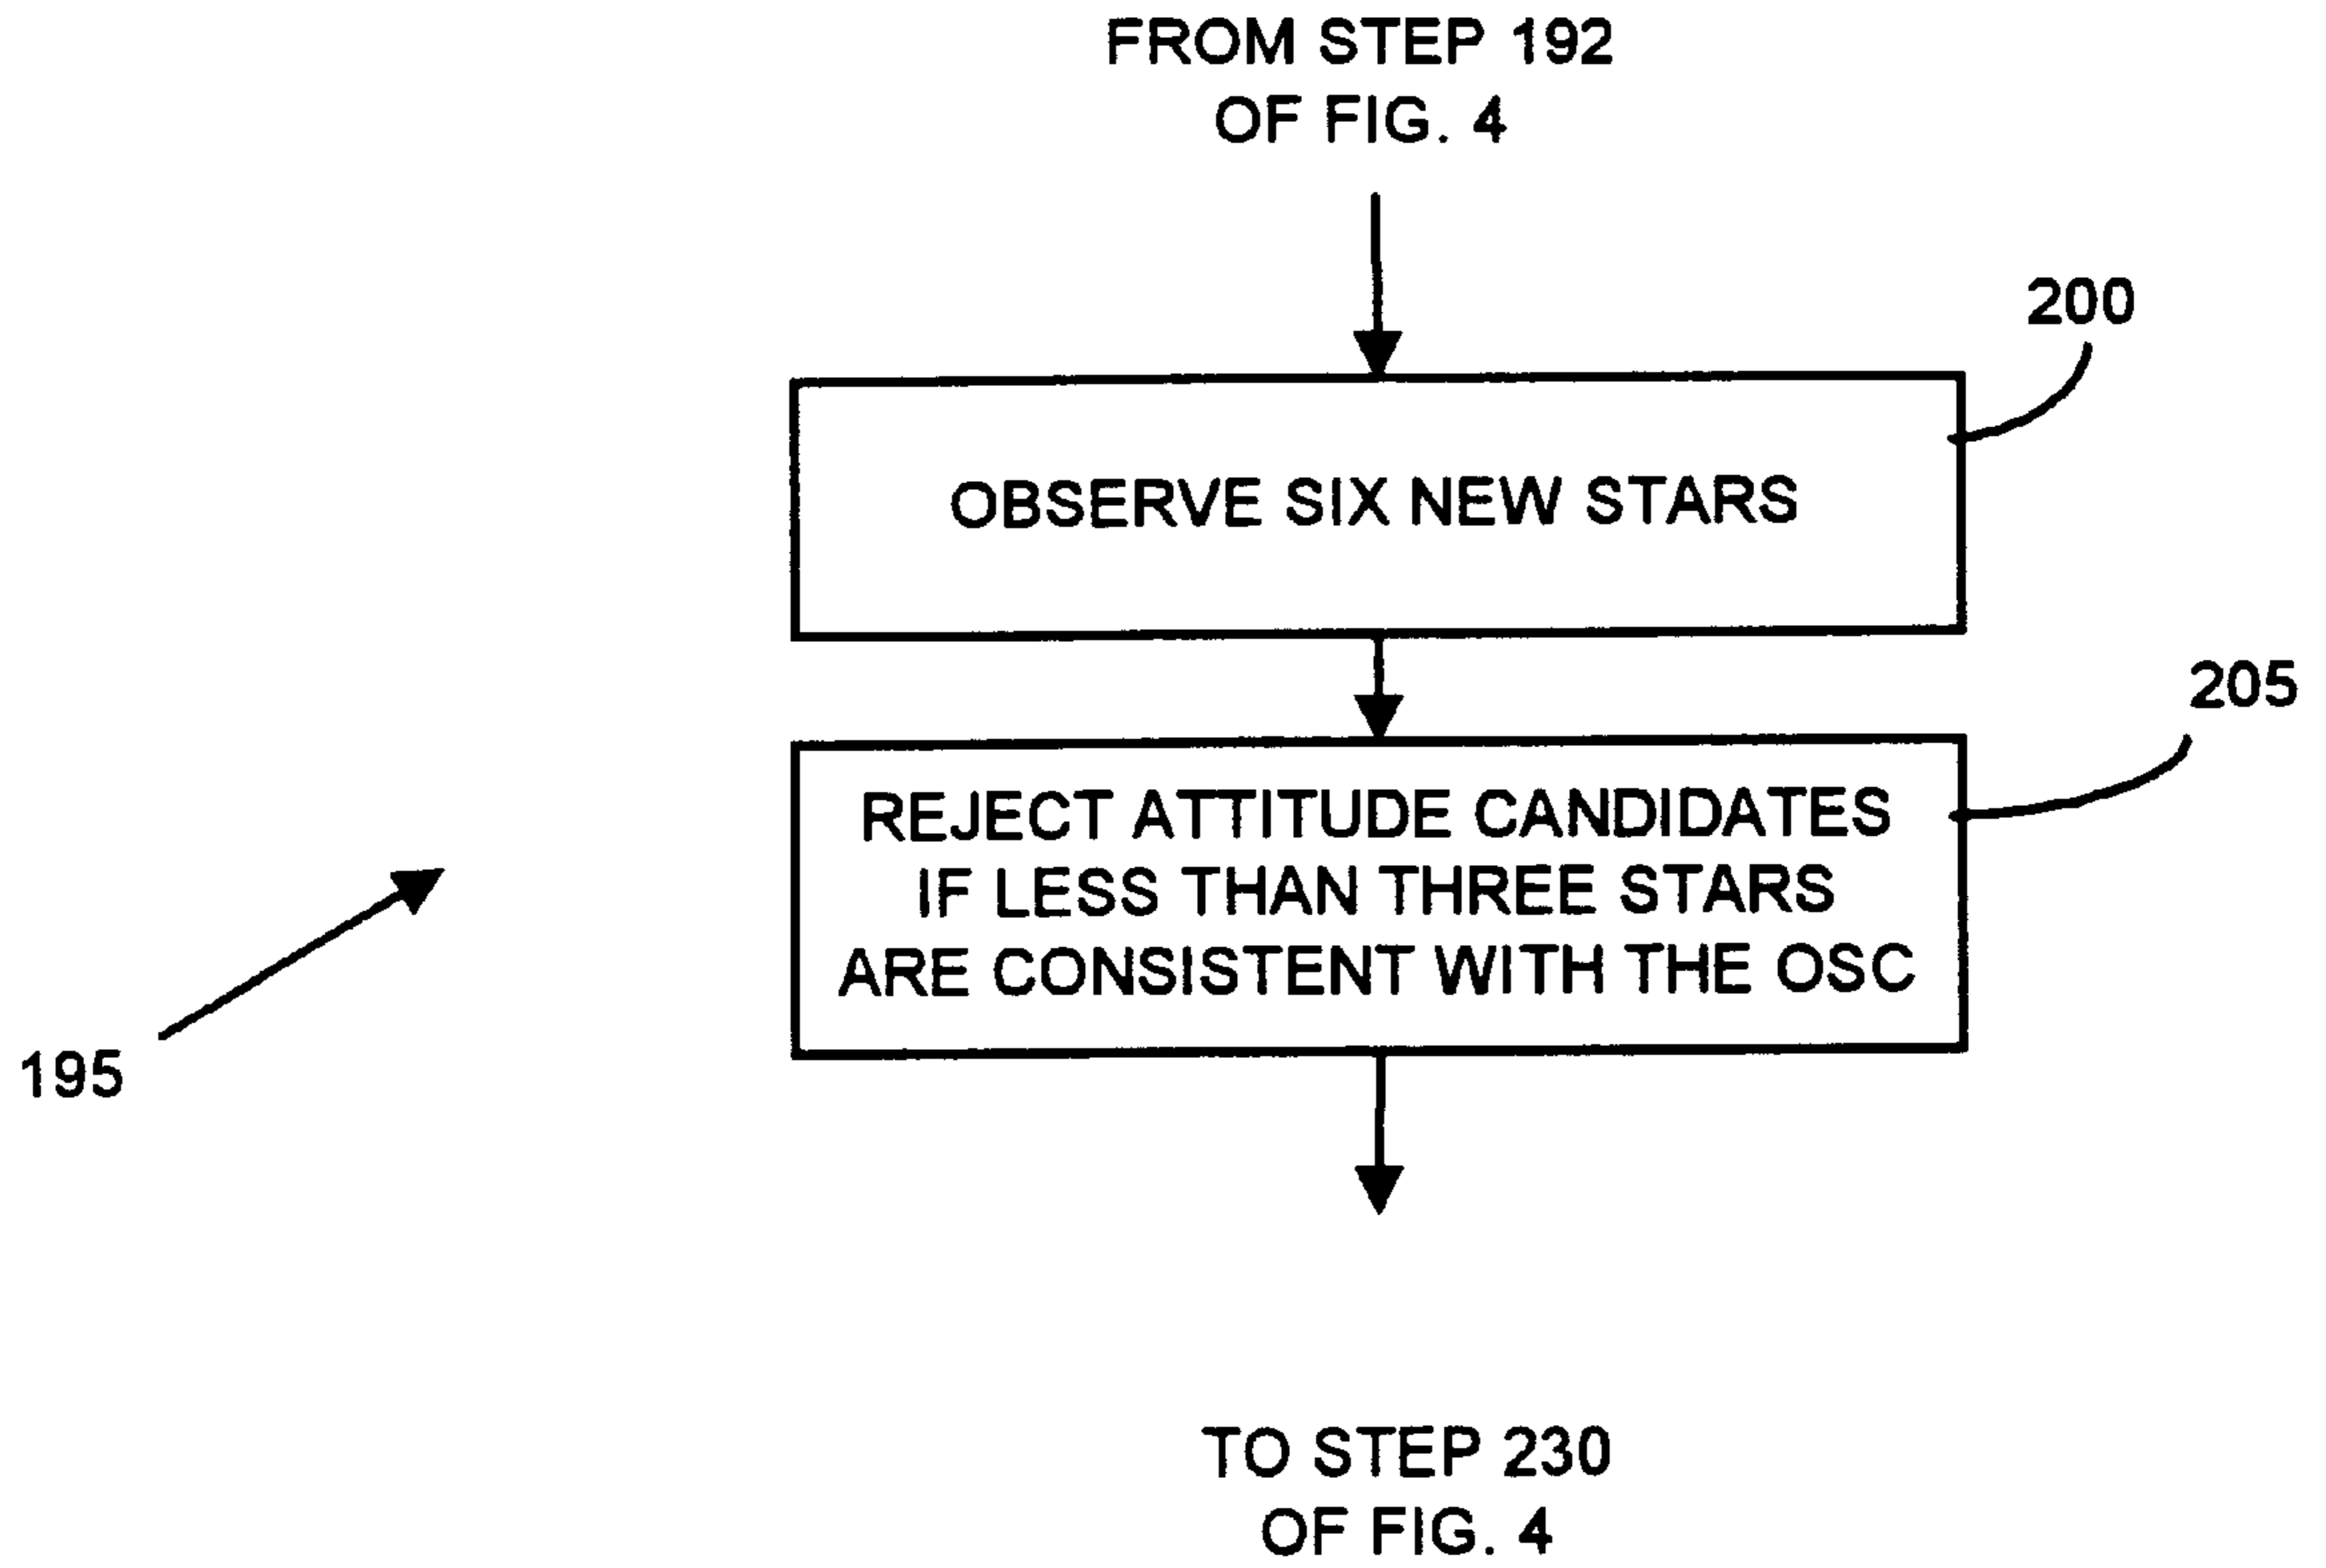 FROM STEP 192
OF FIG. 4
200
OBSERVE SIX NEW STARS
205
REJECT ATTITUDE CANDIDATES
IF LESS THAN THREE STARS
ARE CONSISTENT WITH THE OSC
195
TO STEP 230
OF FIG. 4